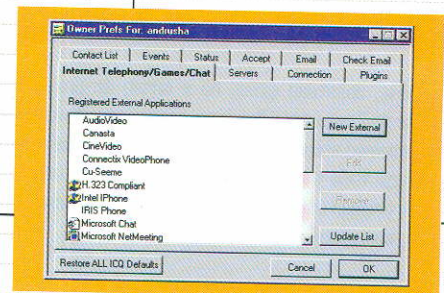 Owner Prefs For: andrusha
Contact List Events Status Accept Email Check Email
Internet Telephony/Games/Chat Servers Connection Plugins
Registered External Applications
AudioVideo
Canasta
CineVideo
Connectix VideoPhone
Cu-Seeme
H.323 Compliant
Intel IPhone
IRIS Phone
Microsoft Chat
Microsoft NetMeeting
New External
Edit
Remove
Update List
Restore ALL ICQ Defaults Cancel OK